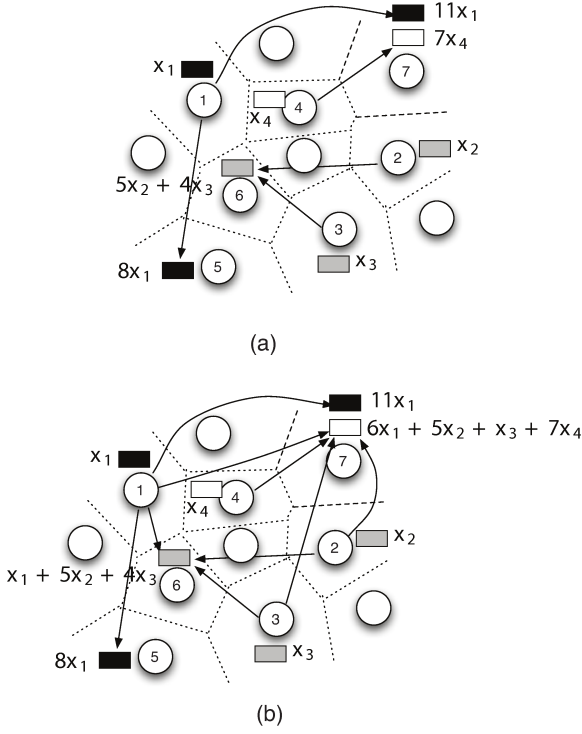 11x₁
7x₄
x₁
7
1
x₄
4
2
x₂
5x₂ + 4x₃
6
3
x₃
8x₁
5
(a)
11x₁
6x₁ + 5x₂ + x₃ + 7x₄
x₁
7
1
x₄
4
2
x₂
x₁ + 5x₂ + 4x₃
6
3
x₃
8x₁
5
(b)